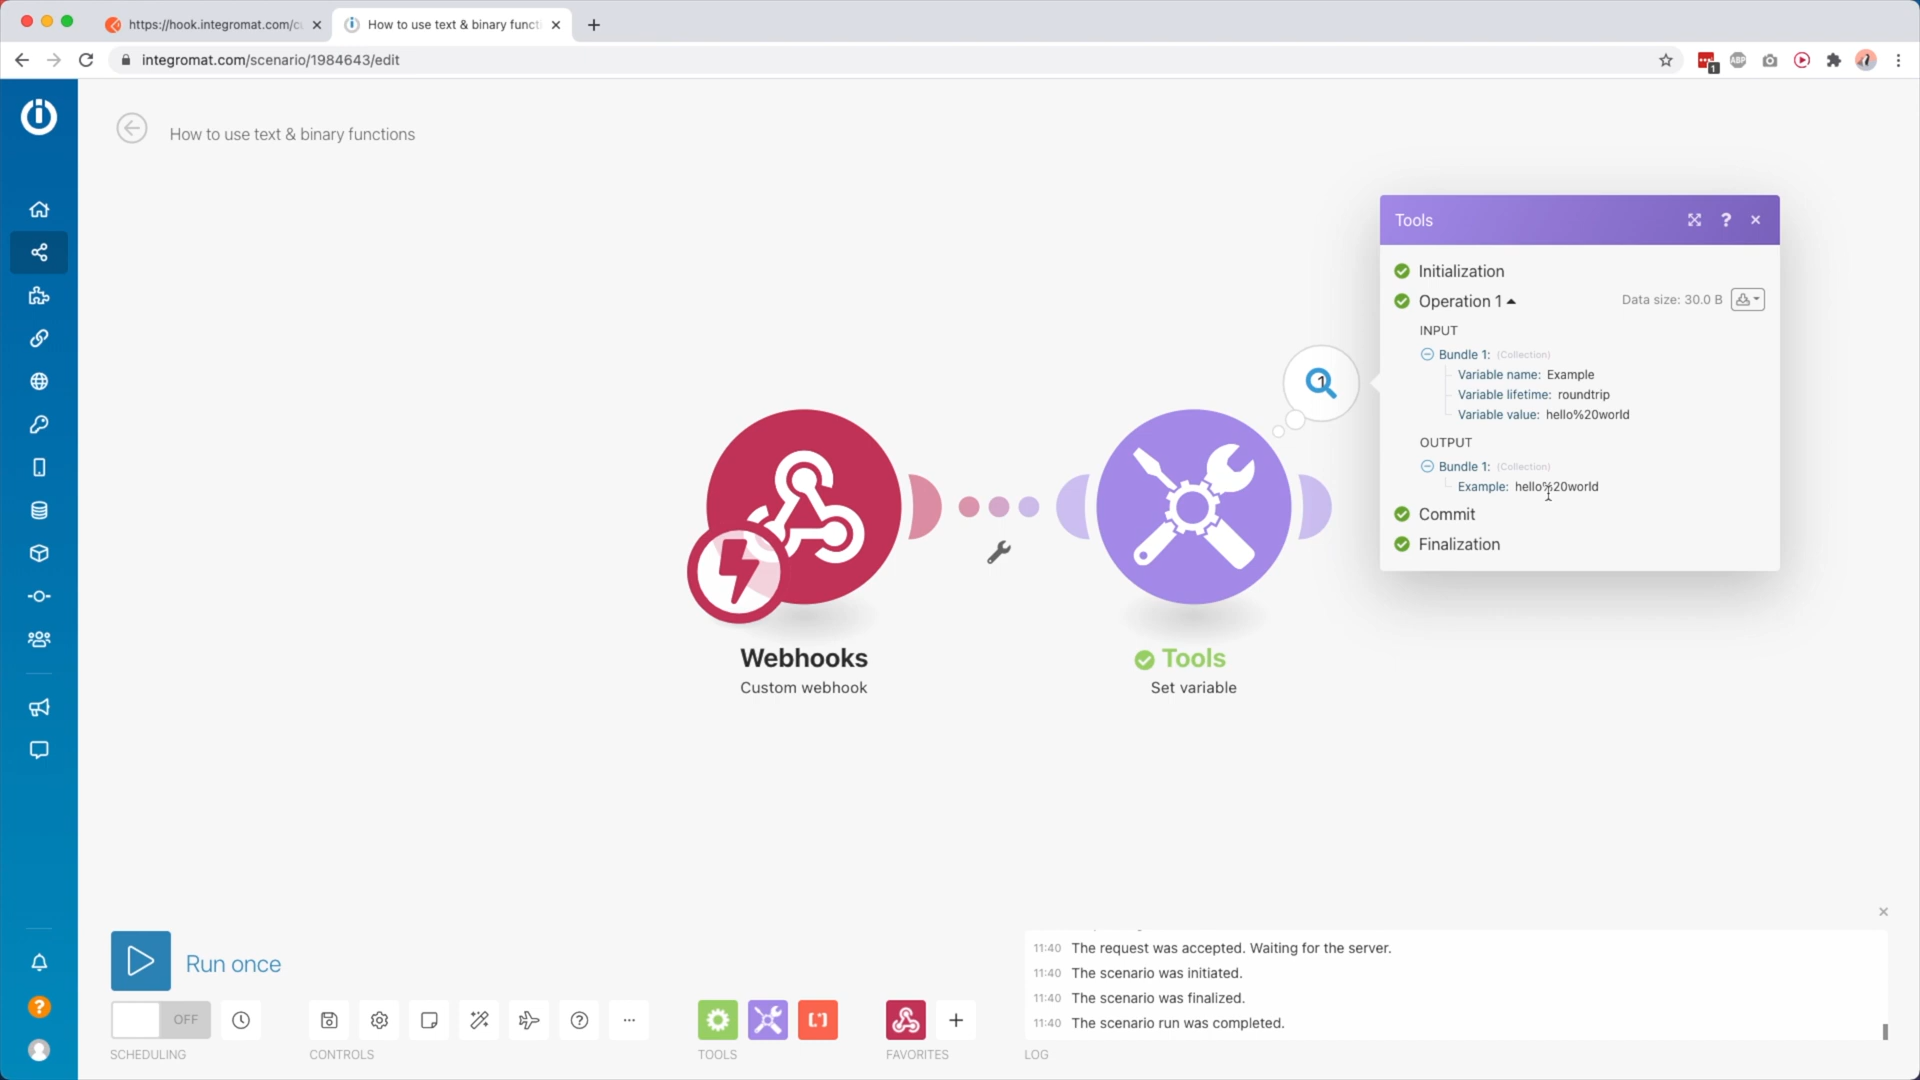 https://hook.integromat.com/c
How to use text & binary funct
integromat.com/scenario/1984643/edit
1
ABP
How to use text & binary functions
Tools
?
Initialization
Operation 1
Data size: 30.0 B
INPUT
Bundle 1: (Collection)
Variable name: Example
Variable lifetime: roundtrip
Variable value: hello%20world
OUTPUT
Bundle 1: (Collection)
Example: hello%20world
Commit
Finalization
1
Webhooks
Custom webhook
Tools
Set variable
Run once
OFF
SCHEDULING
CONTROLS
TOOLS
FAVORITES
11:40 The request was accepted. Waiting for the server.
11:40 The scenario was initiated.
11:40 The scenario was finalized.
11:40 The scenario run was completed.
LOG